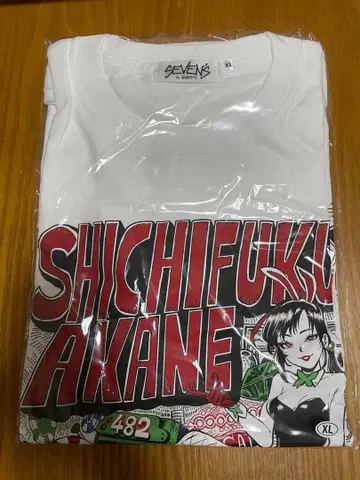 SEVENS
XL
SHICHIFUKU
AKANE
482
XL